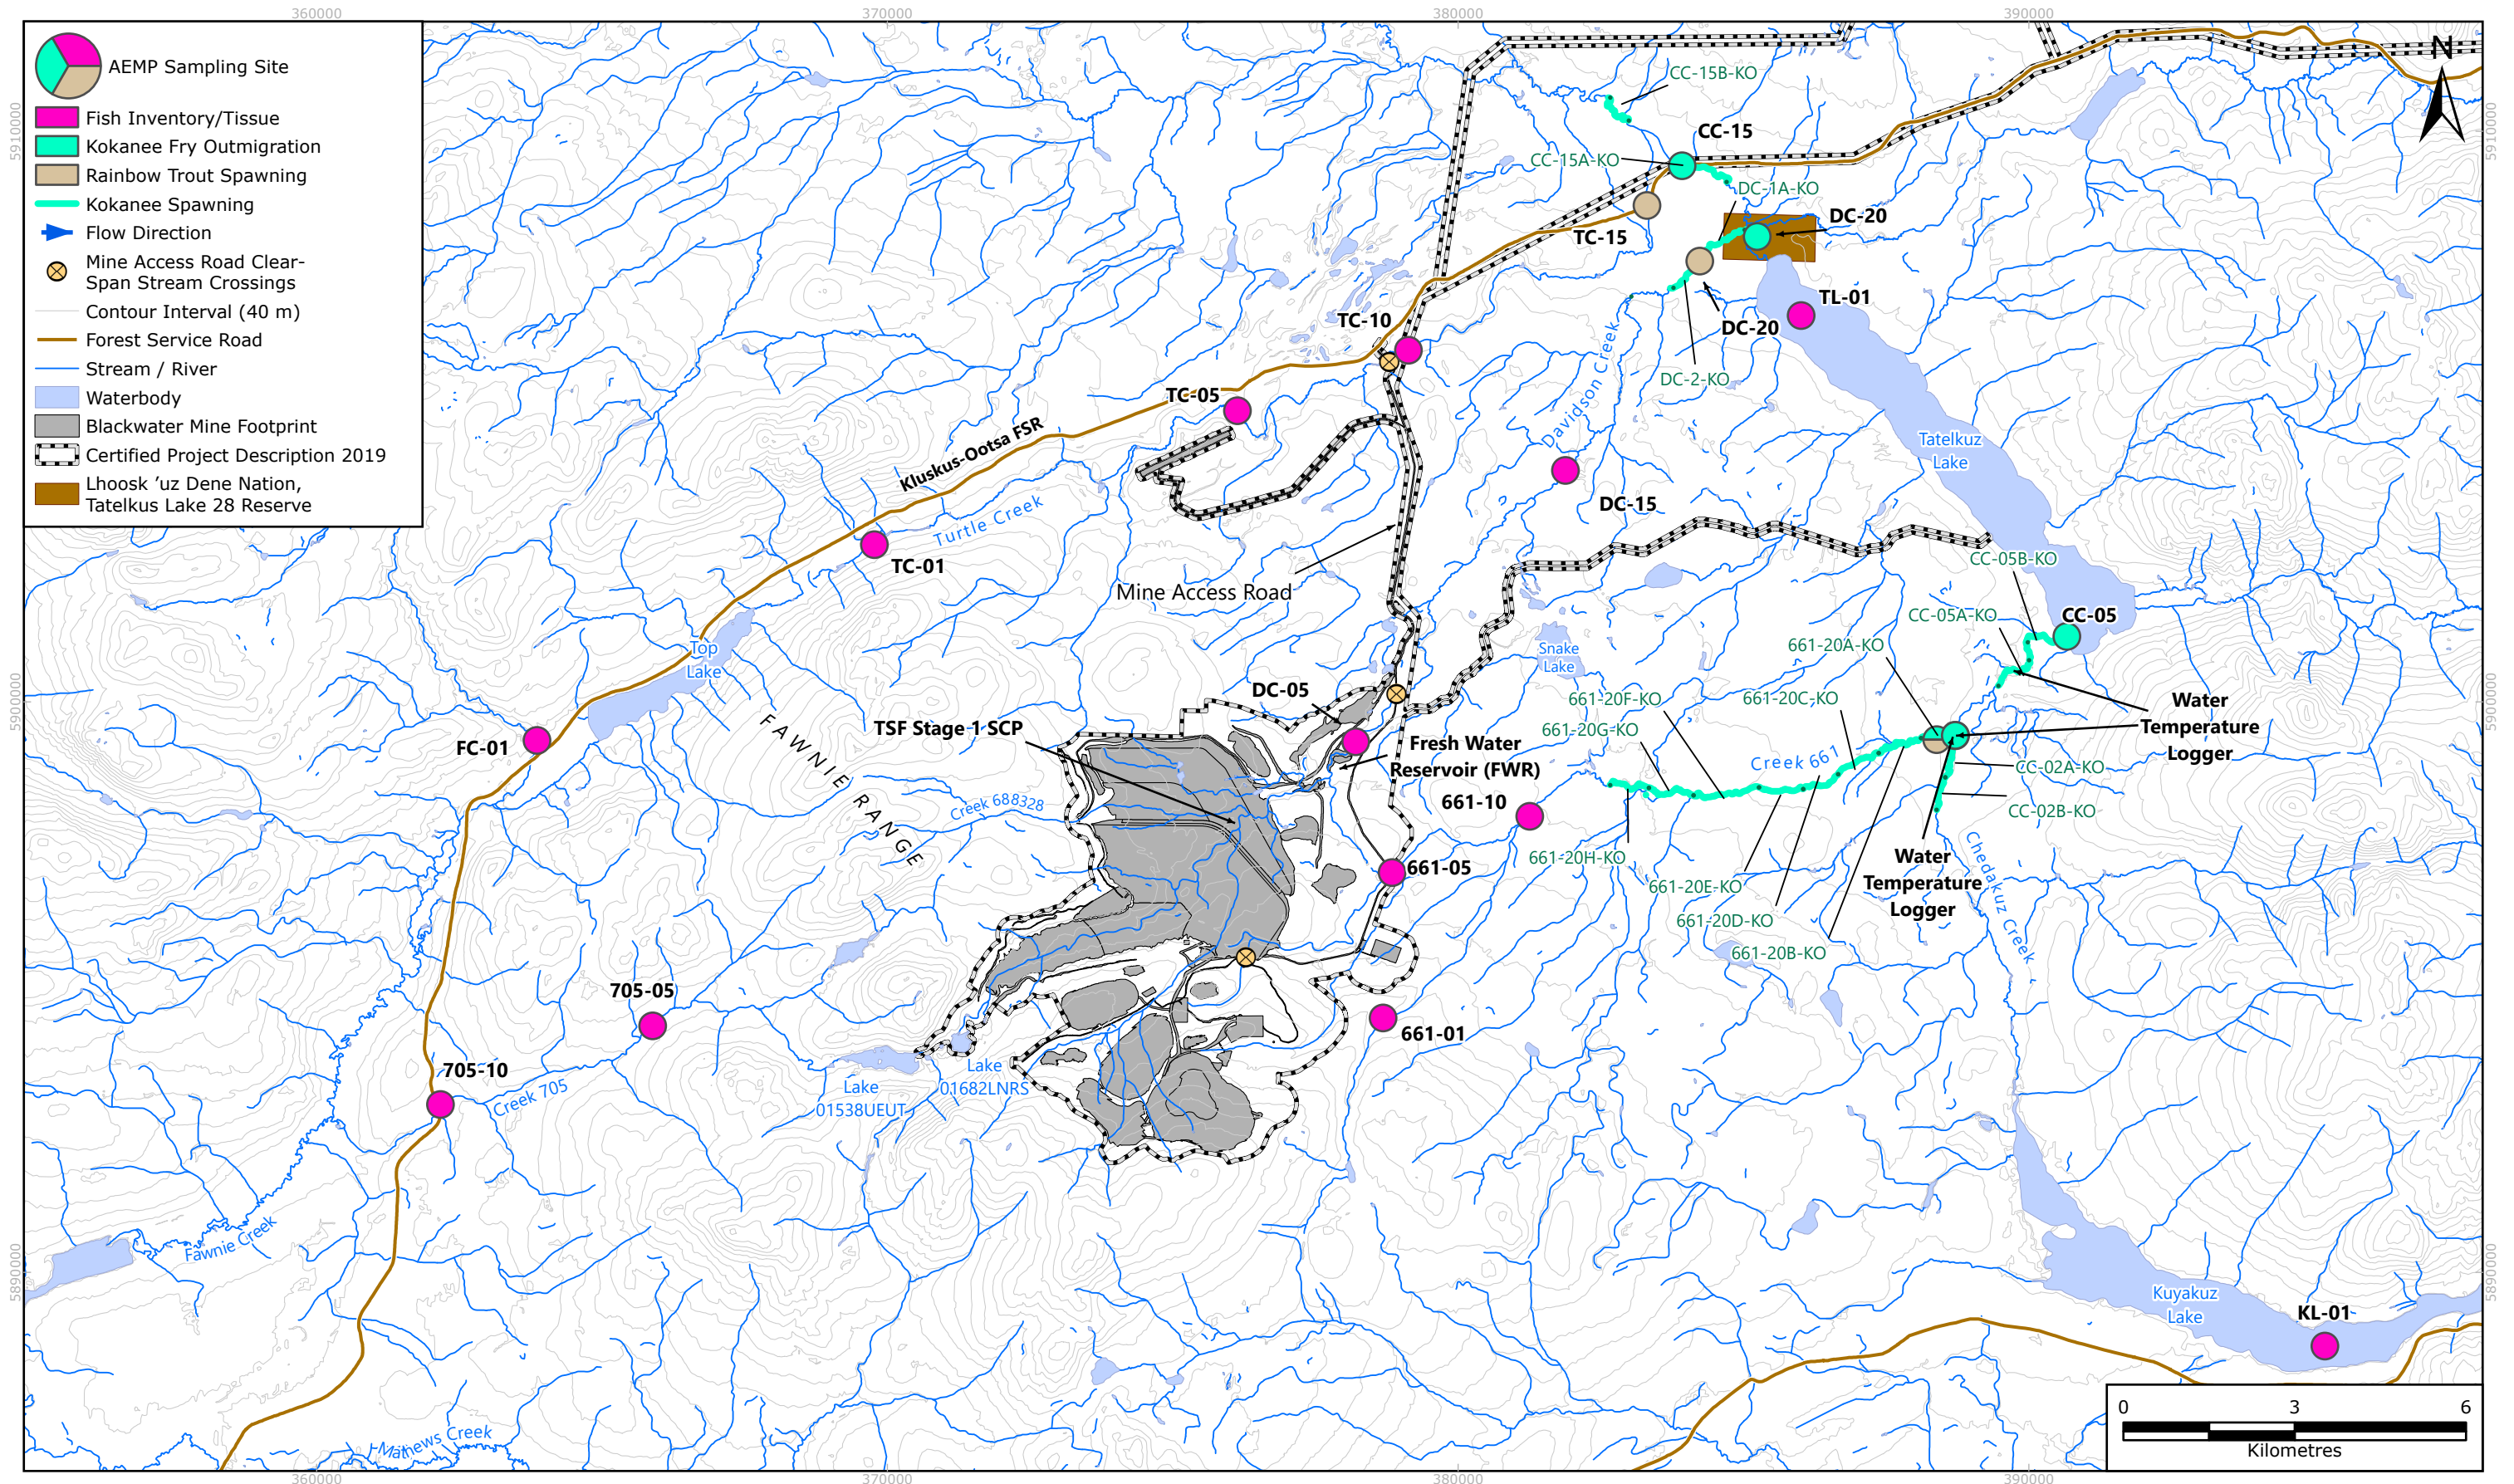 360000
370000
380000
390000
5910000
5900000
5890000
5910000
5900000
5890000
360000
370000
380000
390000
AEMP Sampling Site
Fish Inventory/Tissue
Kokanee Fry Outmigration
Rainbow Trout Spawning
Kokanee Spawning
Flow Direction
Mine Access Road Clear-
Span Stream Crossings
Contour Interval (40 m)
Forest Service Road
Stream / River
Waterbody
Blackwater Mine Footprint
Certified Project Description 2019
Lhoosk ’uz Dene Nation,
Tatelkus Lake 28 Reserve
N
CC-15B-KO
CC-15
CC-15A-KO
DC-1A-KO
DC-20
TC-15
TL-01
TC-10
DC-20
DC-2-KO
TC-05
Davidson Creek
Kluskus-Ootsa FSR
Tatelkuz
Lake
DC-15
Turtle Creek
TC-01
CC-05B-KO
Mine Access Road
CC-05A-KO
CC-05
Top
Lake
Snake
Lake
661-20A-KO
DC-05
661-20F-KO
661-20C-KO
Water
Temperature
Logger
TSF Stage 1 SCP
661-20G-KO
FC-01
FAWNIE RANGE
Fresh Water
Reservoir (FWR)
Creek 661
CC-02A-KO
661-10
Creek 688328
CC-02B-KO
661-20H-KO
Water
Temperature
Logger
661-05
661-20E-KO
661-20D-KO
661-20B-KO
Chedakuz Creek
705-05
661-01
705-10
Creek 705
Lake
01682LNRS
Lake
01538UEUT
Fawnie Creek
Kuyakuz
Lake
KL-01
Mathews Creek
0
3
6
Kilometres